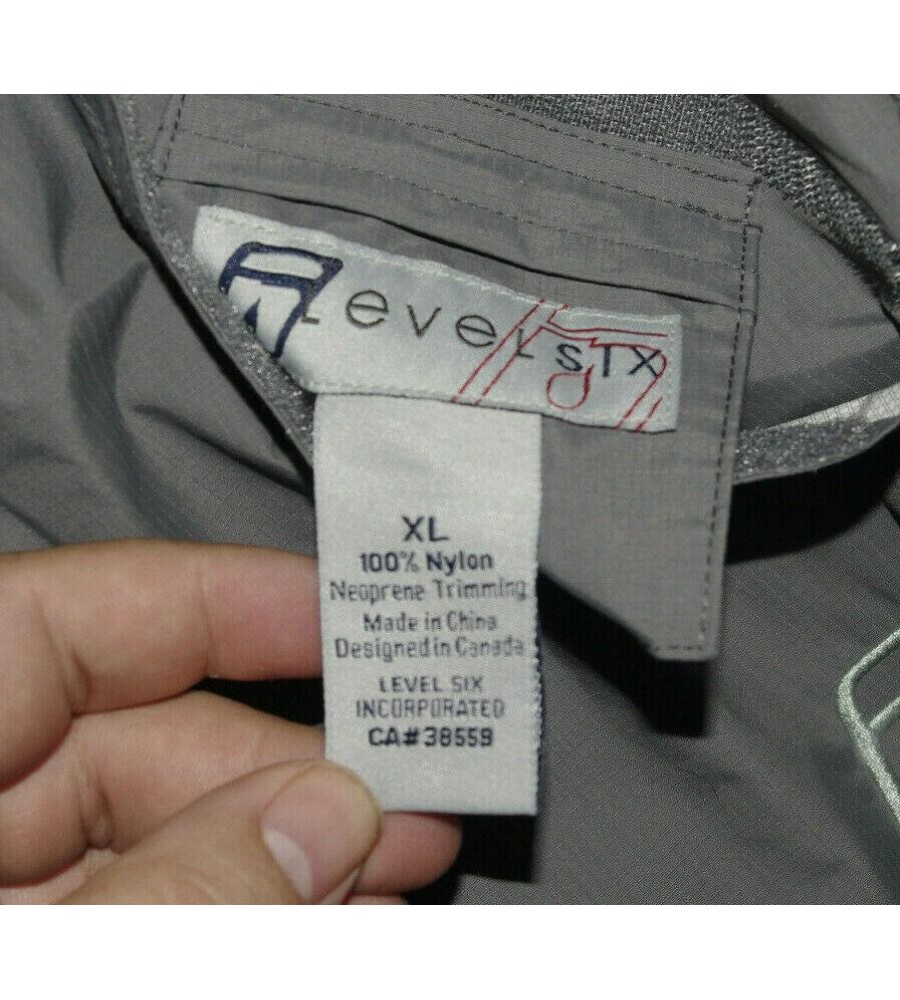 Level SIX
XL
100% Nylon
Neoprene Trimming
Made in China
Designed in Canada
LEVEL SIX
INCORPORATED
CA#38559